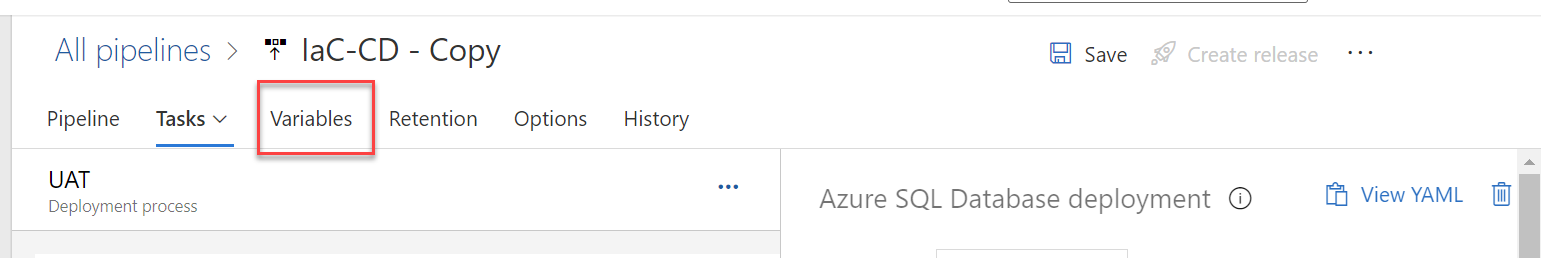 All pipelines > IaC-CD - Copy
Save Create release ...
Pipeline Tasks Variables Retention Options History
UAT
Deployment process
Azure SQL Database deployment
View YAML